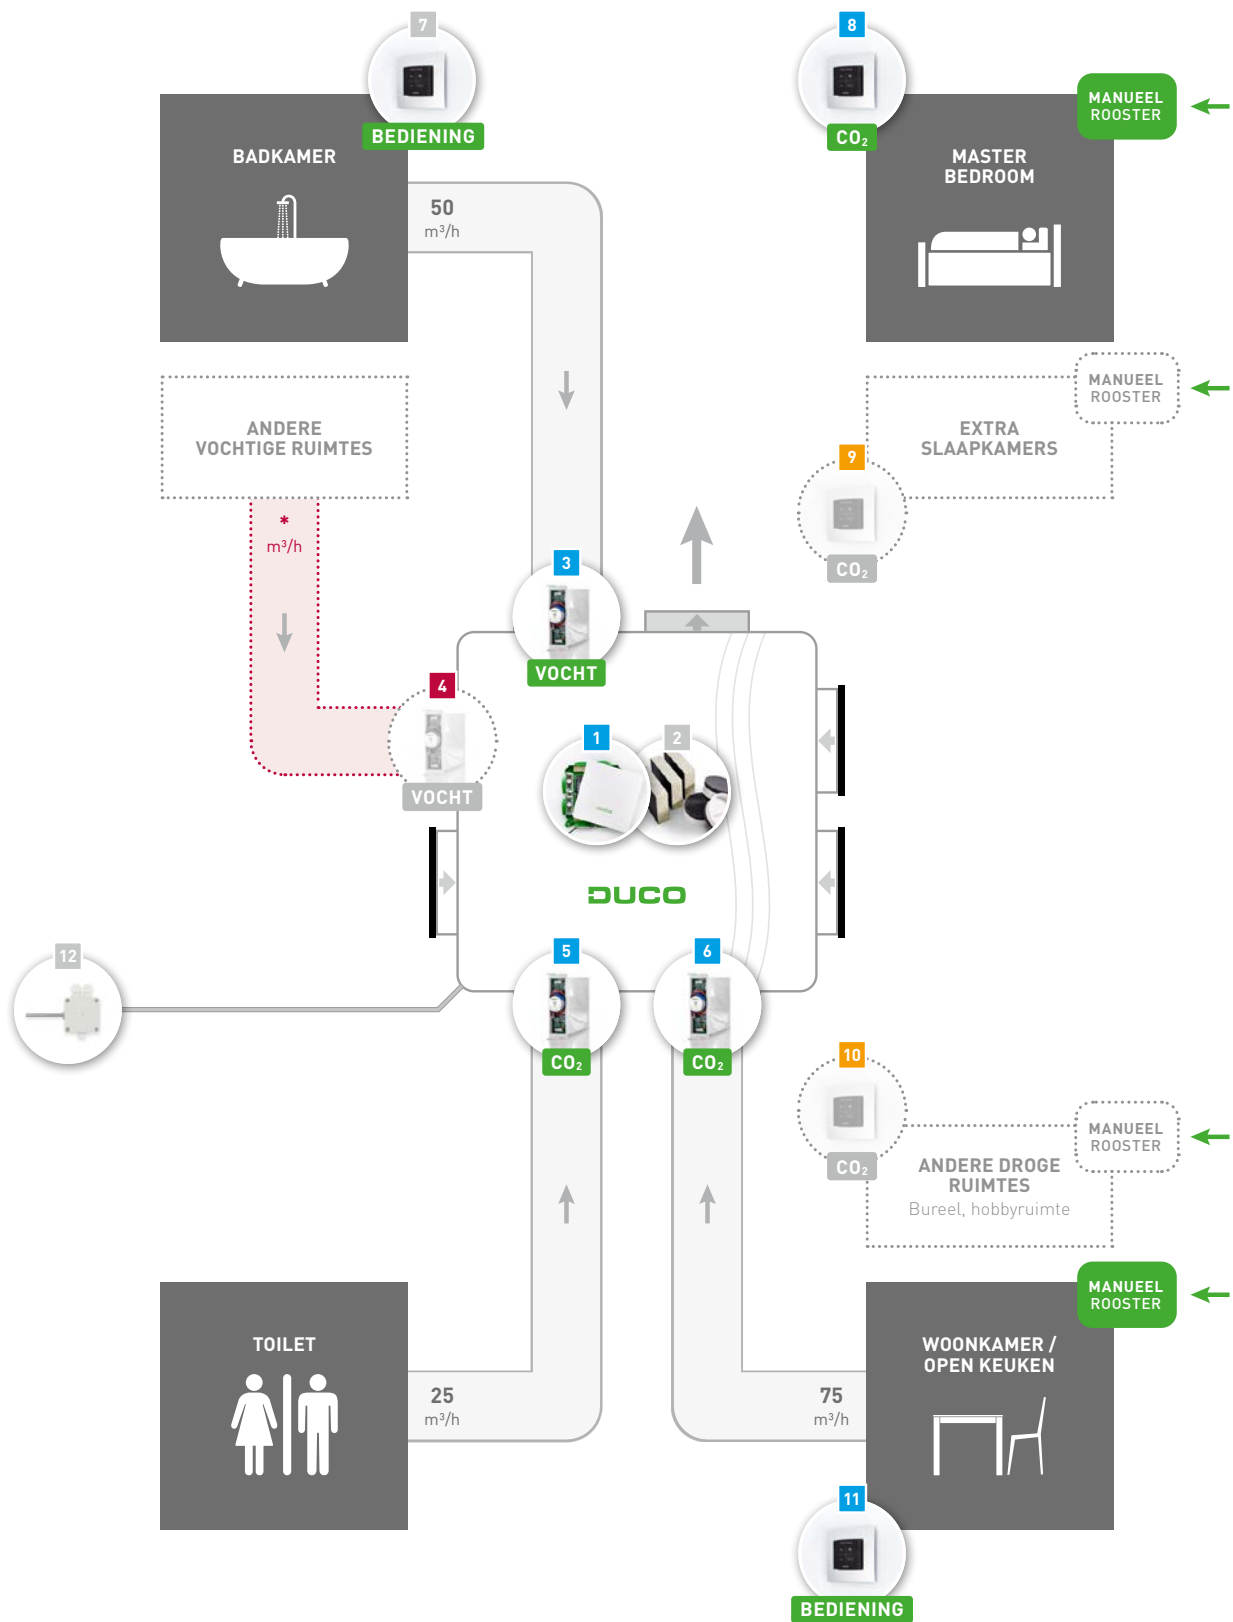 7
BEDIENING
BADKAMER
50
m³/h
8
CO₂
MANUEEL
ROOSTER
MASTER
BEDROOM
ANDERE
VOCHTIGE RUIMTES
*
m³/h
MANUEEL
ROOSTER
EXTRA
SLAAPKAMERS
9
CO₂
3
VOCHT
4
VOCHT
1
2
DUCO
12
5
CO₂
6
CO₂
10
CO₂
MANUEEL
ROOSTER
ANDERE DROGE
RUIMTES
Bureel, hobbyruimte
TOILET
25
m³/h
75
m³/h
MANUEEL
ROOSTER
WOONKAMER /
OPEN KEUKEN
11
BEDIENING